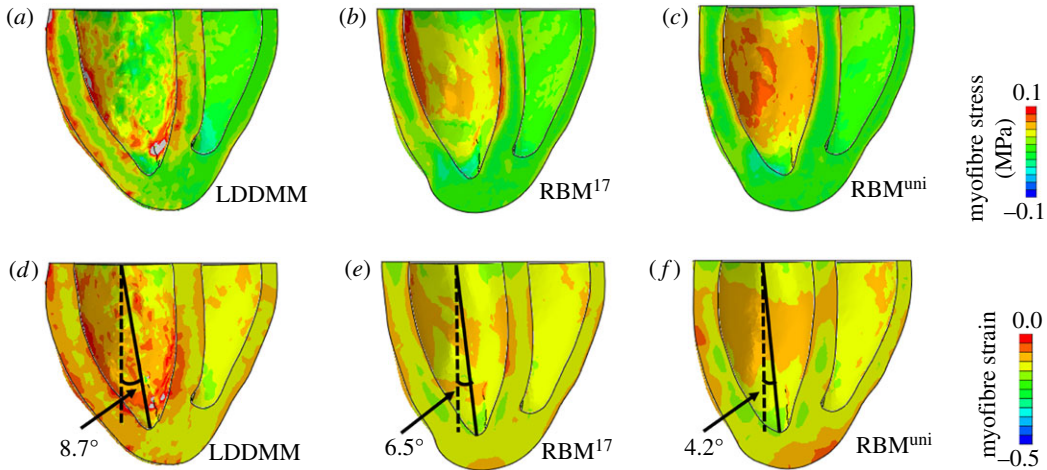 (a)
(b)
(c)
LDDMM
RBM¹⁷
RBMᵘⁿⁱ
myofibre stress
(MPa)
0.1
–0.1
(d)
(e)
(f)
8.7°
LDDMM
6.5°
RBM¹⁷
4.2°
RBMᵘⁿⁱ
myofibre strain
0.0
–0.5